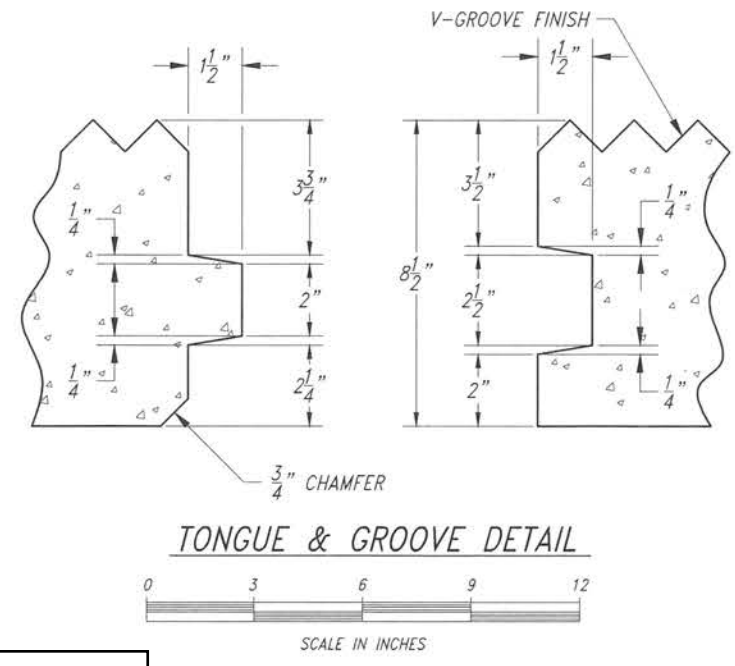 V-GROOVE FINISH
1 1/2"
1 1/2"
3 3/4"
1/4"
2"
1/4"
2 1/4"
3/4" CHAMFER
3 1/2"
1/4"
8 1/2"
2 1/2"
2"
1/4"
TONGUE & GROOVE DETAIL
0 3 6 9 12
SCALE IN INCHES